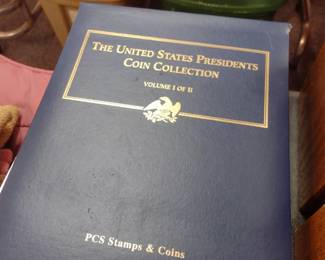 The United States Presidents
Coin Collection
Volume I of II
PCS Stamps & Coins